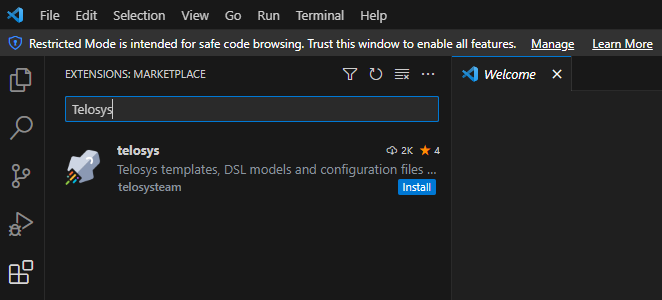 File Edit Selection View Go Run Terminal Help
Restricted Mode is intended for safe code browsing. Trust this window to enable all features. Manage Learn More
EXTENSIONS: MARKETPLACE
Welcome
Telosys
telosys 2K 4
Telosys templates, DSL models and configuration files ...
telosysteam Install